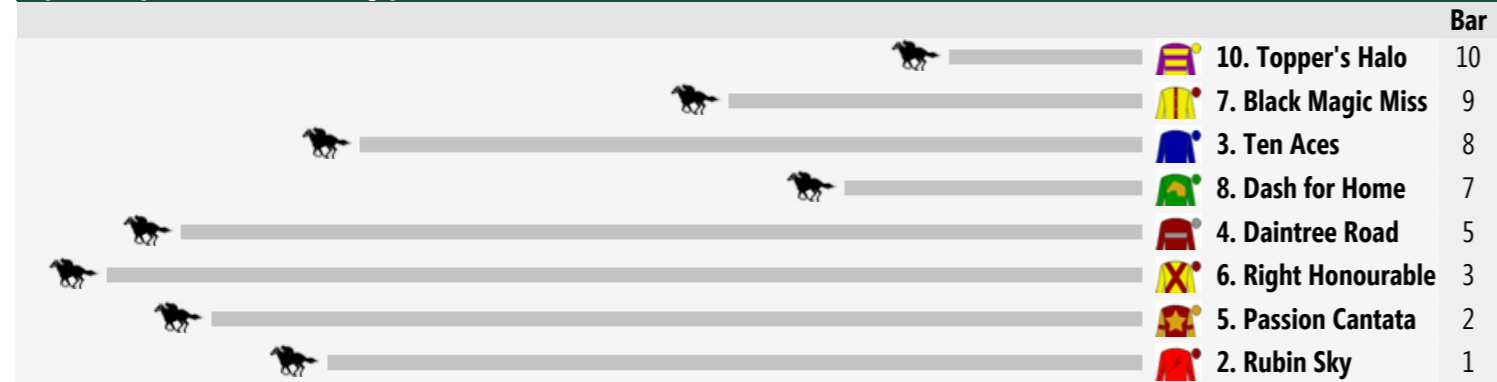 Bar
10. Topper's Halo 10
7. Black Magic Miss 9
3. Ten Aces 8
8. Dash for Home 7
4. Daintree Road 5
6. Right Honourable 3
5. Passion Cantata 2
2. Rubin Sky 1